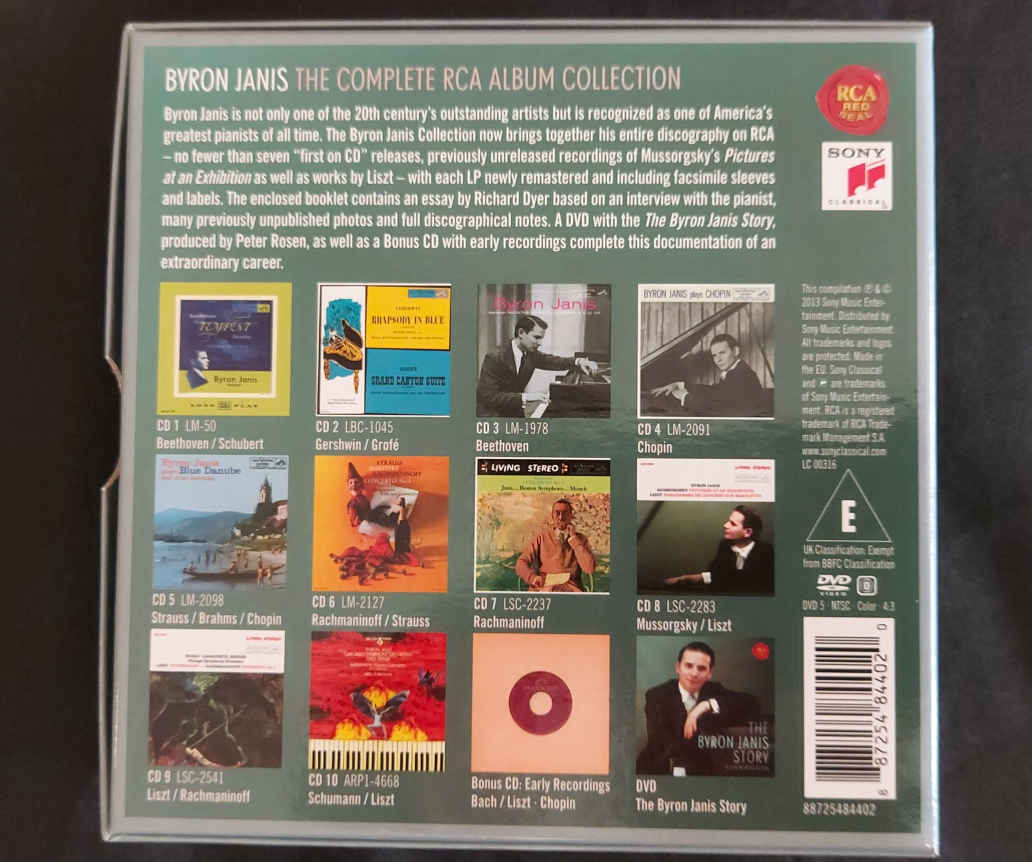 BYRON JANIS THE COMPLETE RCA ALBUM COLLECTION
Byron Janis is not only one of the 20th century's outstanding artists but is recognized as one of America's
greatest pianists of all time. The Byron Janis Collection now brings together his entire discography on RCA
– no fewer than seven "first on CD" releases, previously unreleased recordings of Mussorgsky's Pictures
at an Exhibition as well as works by Liszt – with each LP newly remastered and including facsimile sleeves
and labels. The enclosed booklet contains an essay by Richard Dyer based on an interview with the pianist,
many previously unpublished photos and full discographical notes. A DVD with the The Byron Janis Story,
produced by Peter Rosen, as well as a Bonus CD with early recordings complete this documentation of an
extraordinary career.
RCA
RED
SEAL
SONY
CLASSICAL
TEMPEST
Byron Janis
LONG PLAY
CD 1 LM-50
Beethoven / Schubert
RHAPSODY IN BLUE
GRAND CANYON SUITE
CD 2 LBC-1045
Gershwin / Grofé
Byron Janis
CD 3 LM-1978
Beethoven
BYRON JANIS plays CHOPIN
CD 4 LM-2091
Chopin
Byron Janis
Blue Danube
CD 5 LM-2098
Strauss / Brahms / Chopin
STRAUSS
CD 6 LM-2127
Rachmaninoff / Strauss
LIVING STEREO
Janis... Boston Symphony... Munch
CD 7 LSC-2237
Rachmaninoff
BYRON JANIS
CD 8 LSC-2283
Mussorgsky / Liszt
CD 9 LSC-2541
Liszt / Rachmaninoff
CD 10 ARP1-4668
Schumann / Liszt
Bonus CD: Early Recordings
Bach / Liszt · Chopin
THE
BYRON JANIS
STORY
DVD
The Byron Janis Story
This compilation ℗ & ©
2013 Sony Music Enter-
tainment. Distributed by
Sony Music Entertainment.
All trademarks and logos
are protected. Made in
the EU. Sony Classical
and are trademarks
of Sony Music Entertain-
ment. RCA is a registered
trademark of RCA Trade-
mark Management S.A.
www.sonyclassical.com
LC 00316
E
UK Classification: Exempt
from BBFC Classification
DVD
VIDEO
0
DVD 5 · NTSC · Color · 4:3
8 87254 84402 0
88725484402